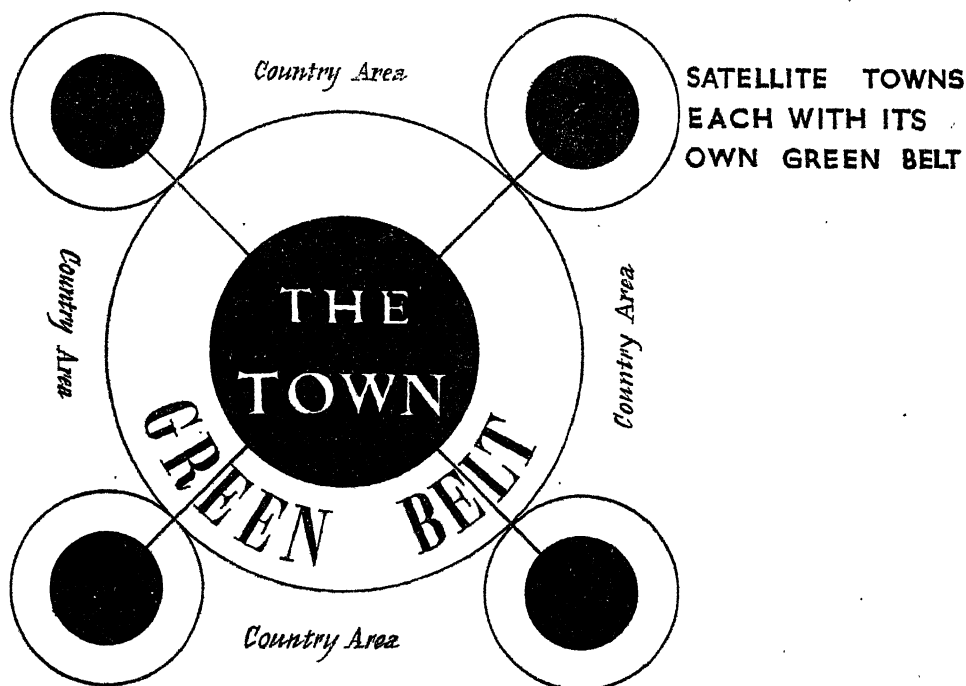 Country Area
SATELLITE TOWNS
EACH WITH ITS
OWN GREEN BELT
Country Area
THE
TOWN
Country Area
GREEN BELT
Country Area